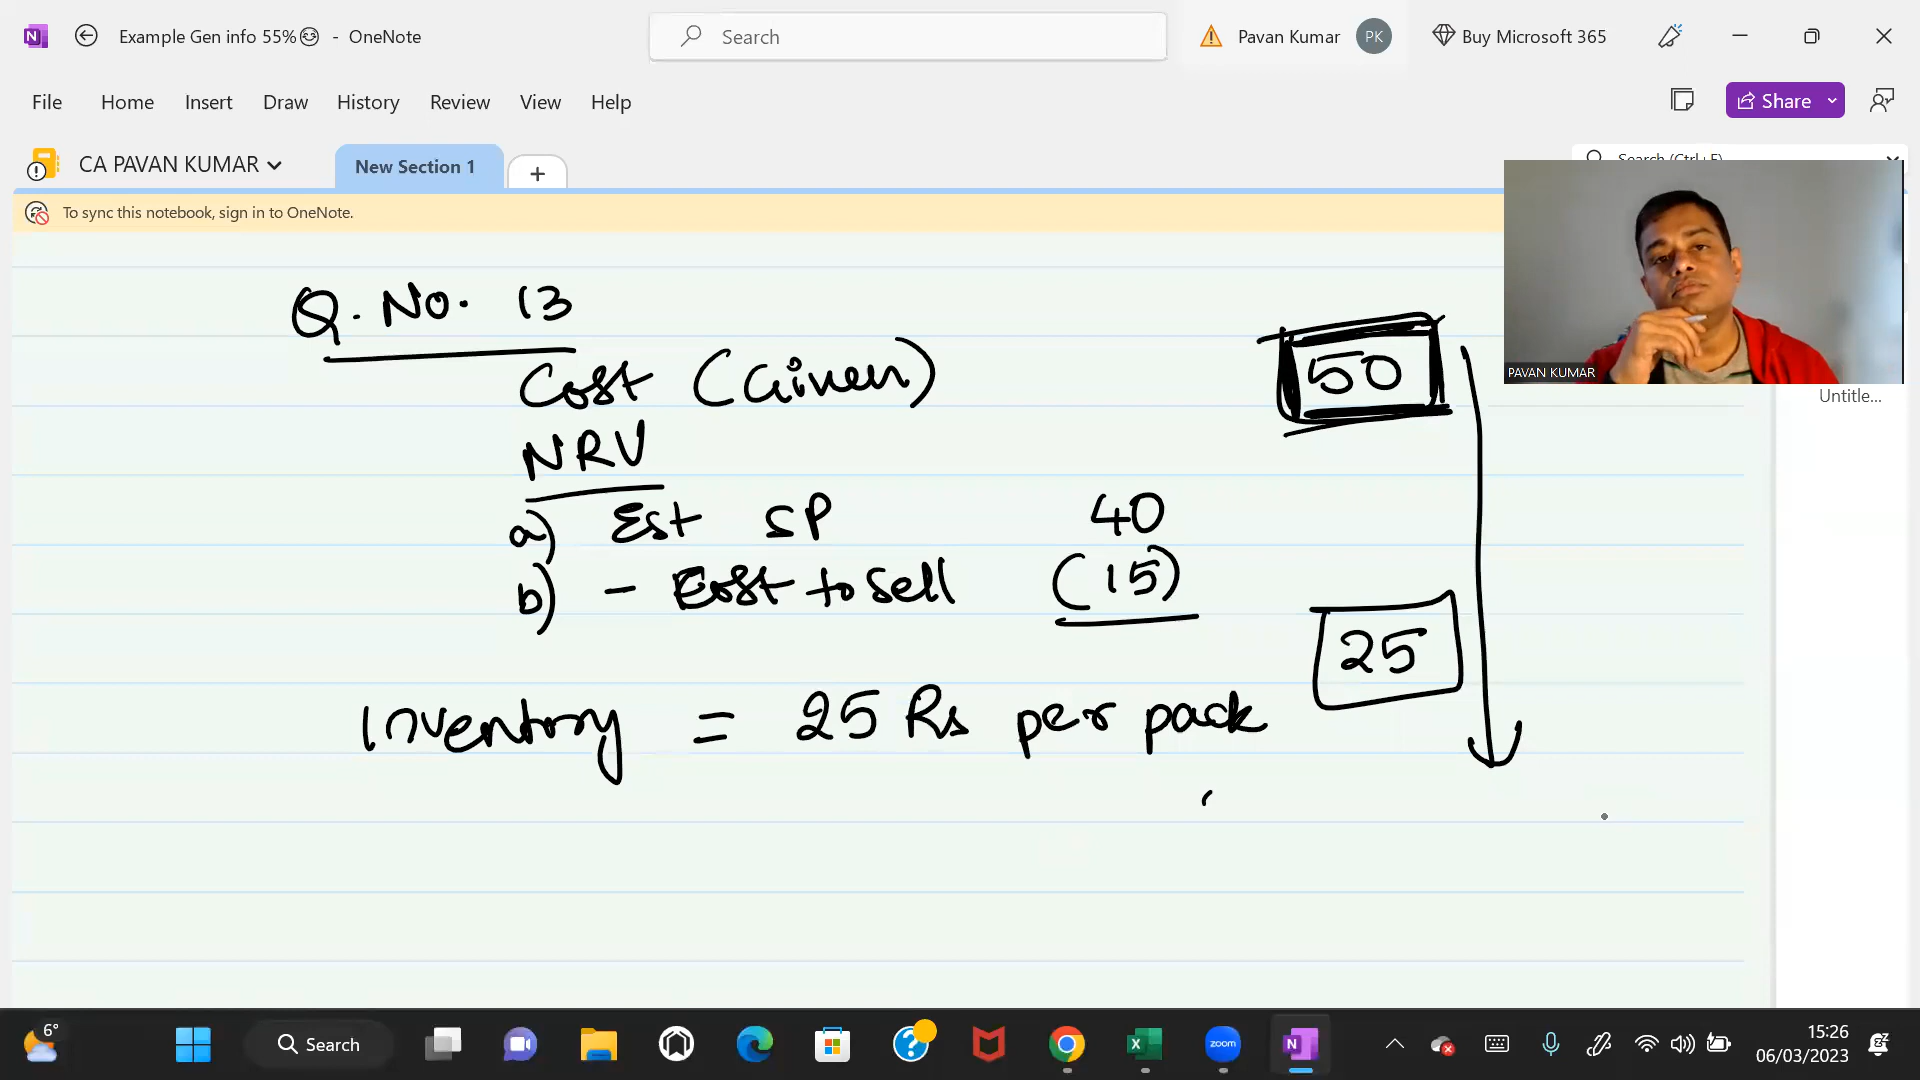 Example Gen info 55%😊 - OneNote
Search
Pavan Kumar PK
Buy Microsoft 365
File Home Insert Draw History Review View Help
Share
CA PAVAN KUMAR
New Section 1
+
Search (Ctrl+E)
To sync this notebook, sign in to OneNote.
PAVAN KUMAR
Untitle...
Q. No. 13
Cost (Given) 50
NRV
a) Est SP 40
b) - Cost to Sell (15)
25
Inventory = 25 Rs per pack
6°
Search
zoom
15:26
06/03/2023